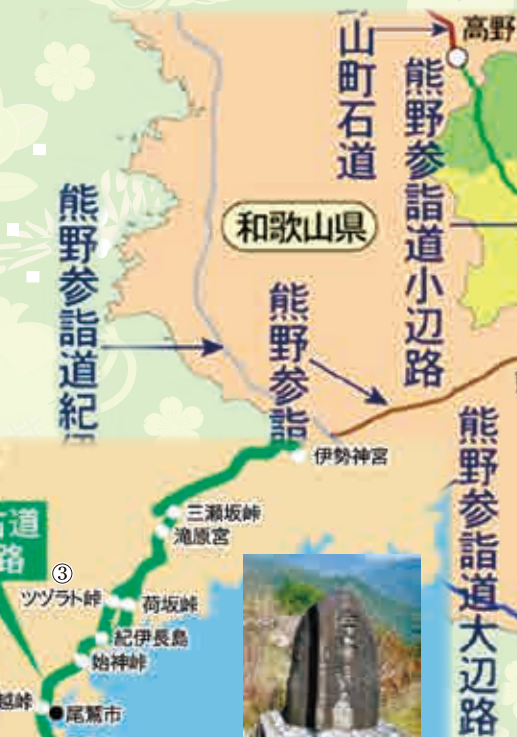 山町石道
高野
熊野参詣道小辺路
和歌山県
熊野参詣道紀
熊野参詣
熊野参詣道大辺路
伊勢神宮
三瀬坂峠
滝原宮
道
路
③
ツヅラト峠
荷坂峠
紀伊長島
始神峠
越峠
尾鷲市